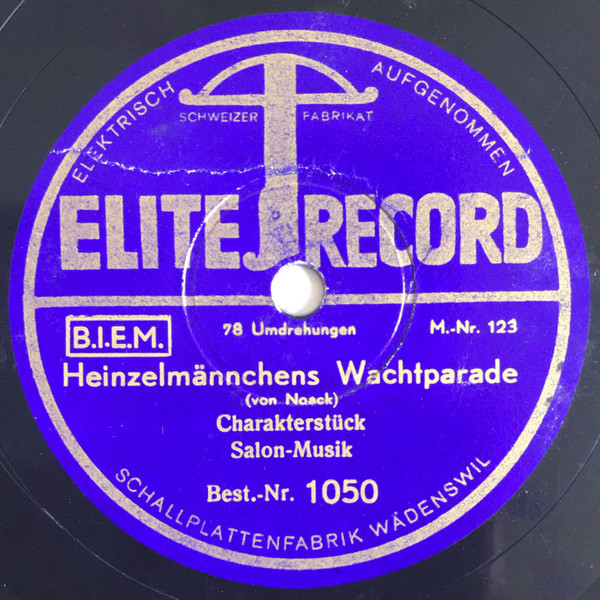 ELEKTRISCH AUFGENOMMEN
SCHWEIZER FABRIKAT
ELITE RECORD
B.I.E.M.
78 Umdrehungen
M.-Nr. 123
Heinzelmännchens Wachtparade
(von Noack)
Charakterstück
Salon-Musik
Best.-Nr. 1050
SCHALLPLATTENFABRIK WÄDENSWIL